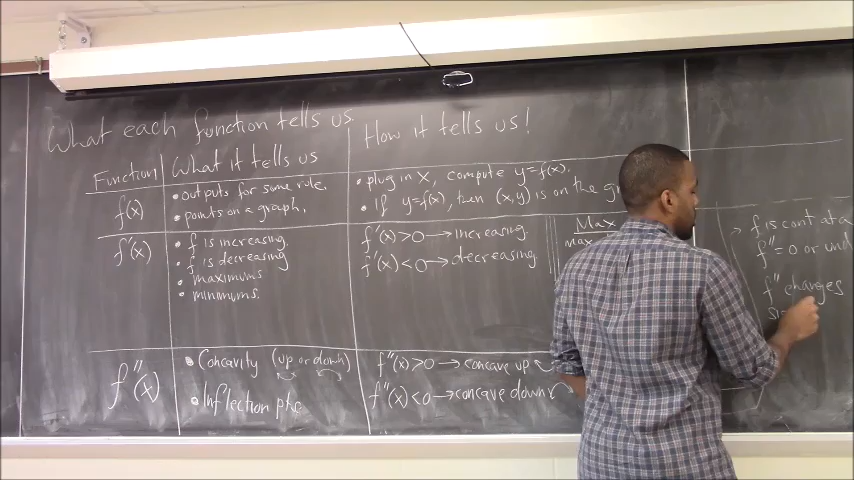 What each function tells us.
How it tells us!
Function
What it tells us
f(x)
• outputs for some rule.
• points on a graph.
• plug in x, compute y=f(x).
• if y=f(x), then (x,y) is on the
f'(x)
• f is increasing.
• f is decreasing
• maximums
• minimums.
f'(x)>0 → increasing.
f'(x)<0 → decreasing.
Max
f''(x)
• Concavity (up or down)
• Inflection pts
f''(x)>0 → concave up
f''(x)<0 → concave down
→ f is cont at a
f''=0 or und
f'' changes